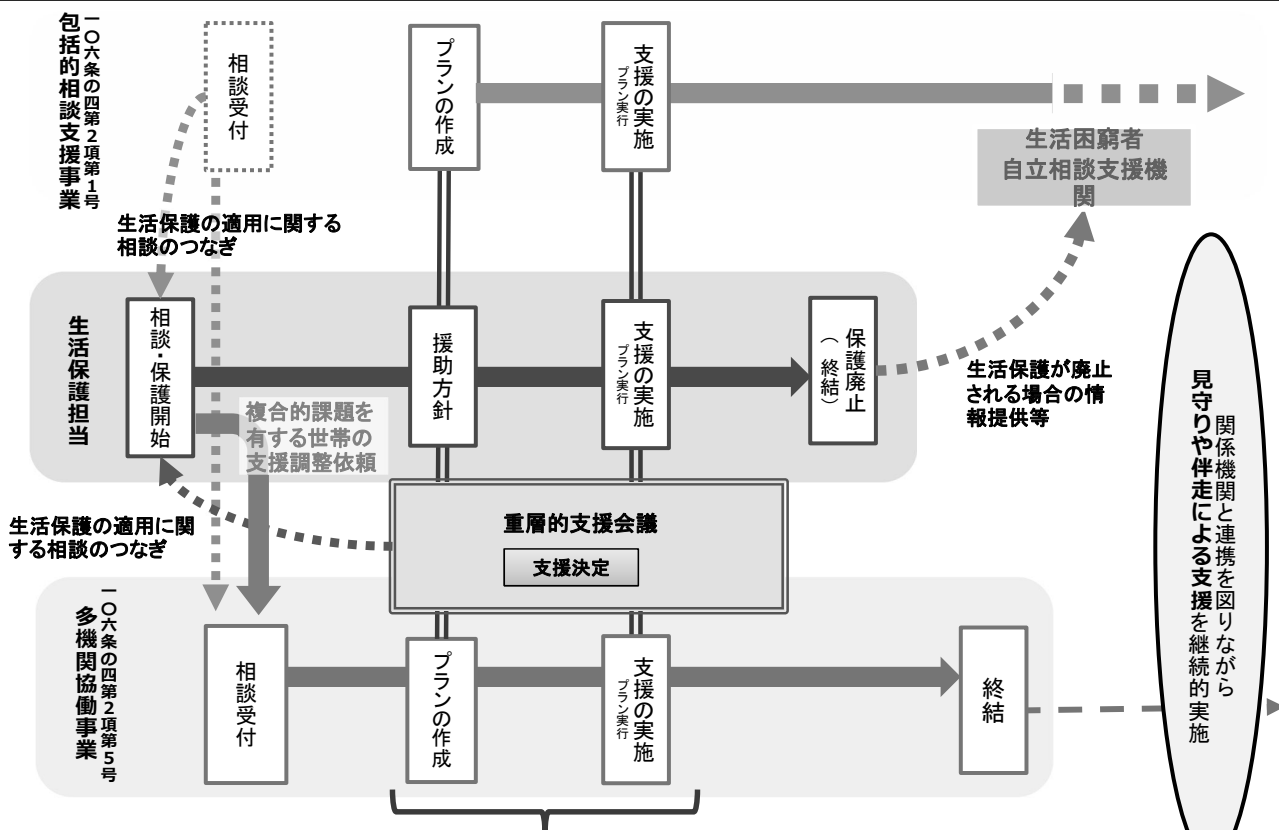 一〇六条の四第2項第1号
包括的相談支援事業
相談受付
プランの作成
支援の実施
プラン実行
生活困窮者
自立相談支援機
関
生活保護の適用に関する
相談のつなぎ
生活保護担当
相談・保護開始
援助方針
支援の実施
プラン実行
保護廃止
（終結）
生活保護が廃止
される場合の情
報提供等
複合的課題を
有する世帯の
支援調整依頼
生活保護の適用に関
する相談のつなぎ
重層的支援会議
支援決定
一〇六条の四第2項第5号
多機関協働事業
相談受付
プランの作成
支援の実施
プラン実行
終結
関係機関と連携を図りながら
見守りや伴走による支援を継続的実施